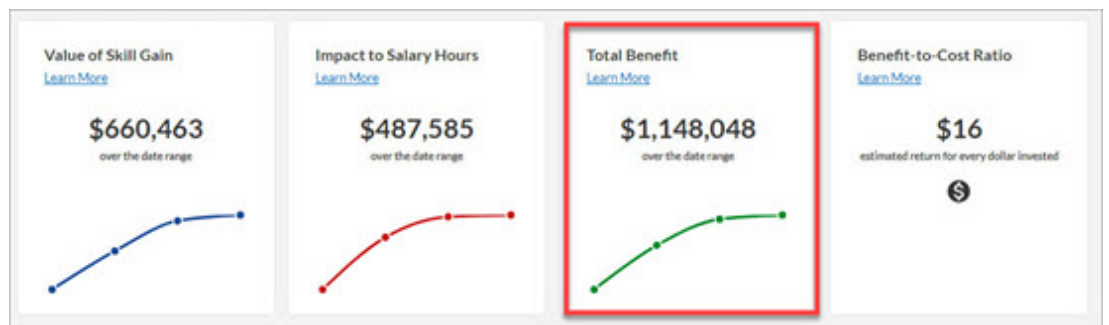 Value of Skill Gain
Learn More
$660,463
over the date range
Impact to Salary Hours
Learn More
$487,585
over the date range
Total Benefit
Learn More
$1,148,048
over the date range
Benefit-to-Cost Ratio
Learn More
$16
estimated return for every dollar invested
$